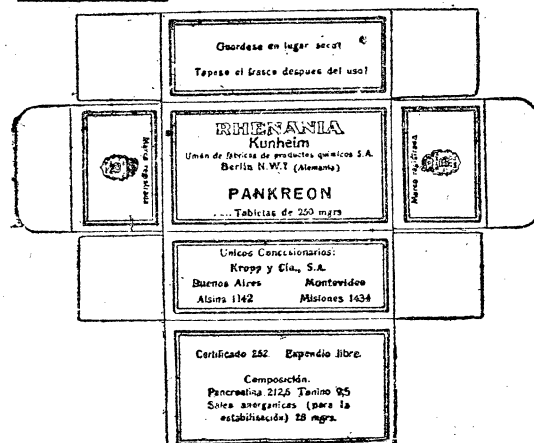 Guardese en lugar seco!
Tapese el frasco despues del uso!
Marca registrada
RHENANIA
Kunheim
Unión de fábricas de productos químicos S.A.
Berlín N.W.7 (Alemania)
PANKREON
Tabletas de 250 mgrs
Marca registrada
Unicos Concesionarios:
Kropp y Cía., S.A.
Buenos Aires Montevideo
Alsina 1142 Misiones 1434
Certificado 252 Expendio libre.
Composición.
Pancreatina 212,5 Tanino 9,5
Sales anorganicas (para la
estabilisación) 28 mgrs.